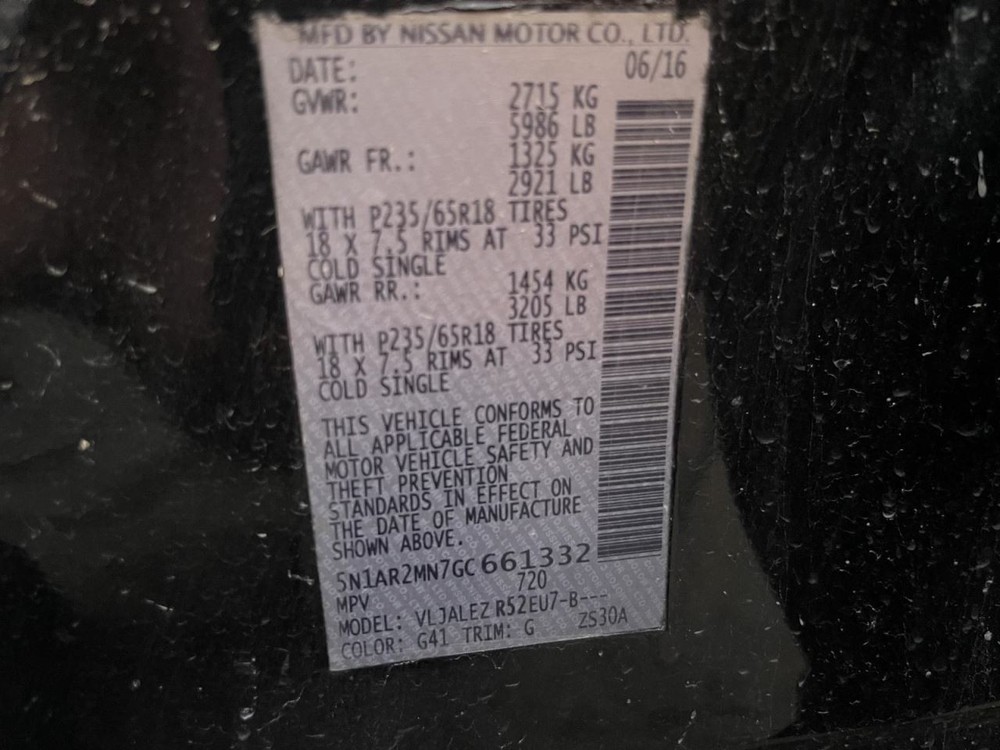 MFD BY NISSAN MOTOR CO., LTD.
DATE: 06/16
GVWR: 2715 KG
5986 LB
GAWR FR.: 1325 KG
2921 LB
WITH P235/65R18 TIRES
18 X 7.5 RIMS AT 33 PSI
COLD SINGLE
GAWR RR.: 1454 KG
3205 LB
WITH P235/65R18 TIRES
18 X 7.5 RIMS AT 33 PSI
COLD SINGLE
THIS VEHICLE CONFORMS TO
ALL APPLICABLE FEDERAL
MOTOR VEHICLE SAFETY AND
THEFT PREVENTION
STANDARDS IN EFFECT ON
THE DATE OF MANUFACTURE
SHOWN ABOVE.
5N1AR2MN7GC661332
MPV 720
MODEL: VLJALEZ R52EU7-B---
COLOR: G41 TRIM: G ZS30A